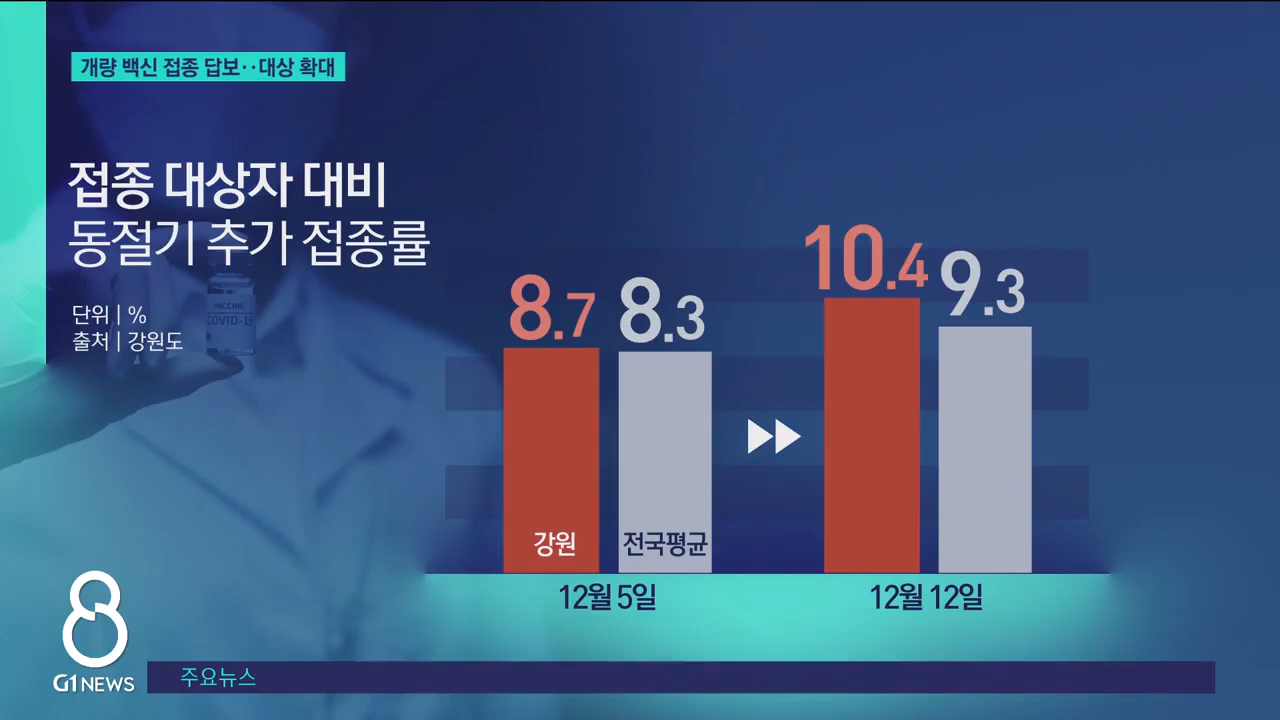 개량 백신 접종 답보··대상 확대
접종 대상자 대비
동절기 추가 접종률
단위 | %
출처 | 강원도
VACCINE
COVID-19
8.7 8.3
10.4 9.3
강원 전국평균
12월 5일 12월 12일
8
G1 NEWS
주요뉴스